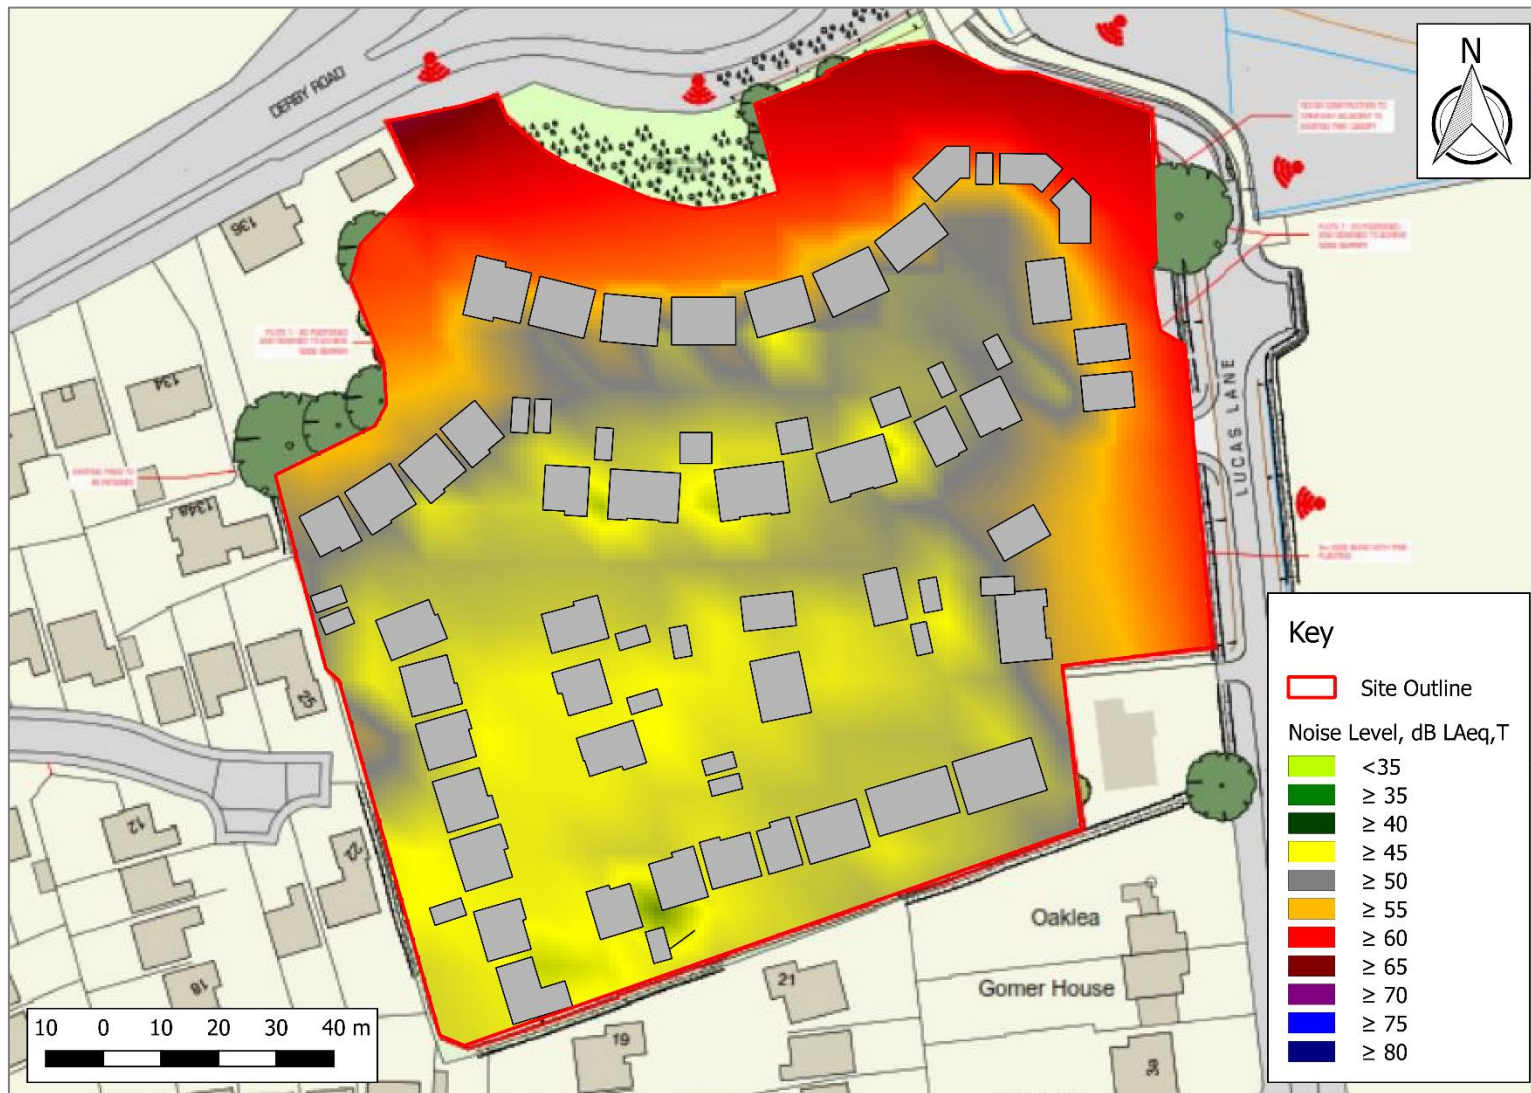 DERBY ROAD
N
136
134
134a
25
LUCAS LANE
12
22
18
19
21
Oaklea
Gomer House
3a
10 0 10 20 30 40 m
Key
Site Outline
Noise Level, dB LAeq,T
<35
≥ 35
≥ 40
≥ 45
≥ 50
≥ 55
≥ 60
≥ 65
≥ 70
≥ 75
≥ 80